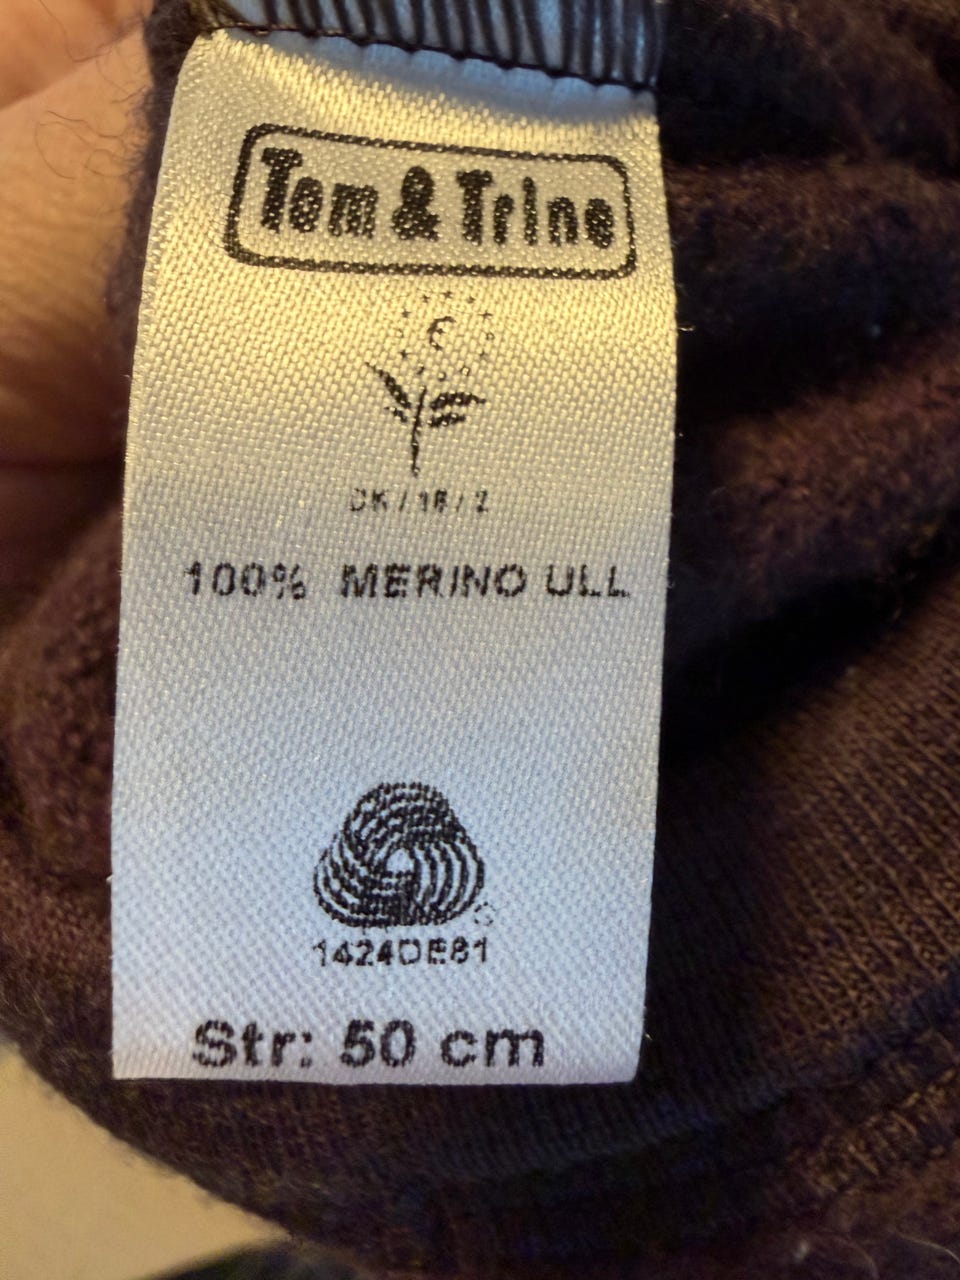 Tom & Trine
DK / 16 / 2
100% MERINO ULL
1424DE81
Str: 50 cm